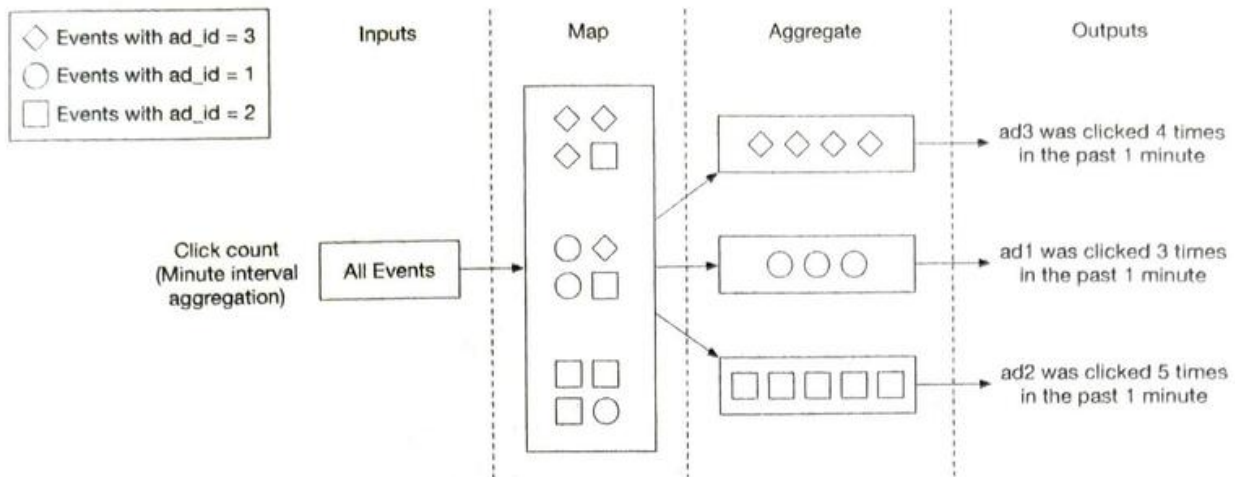 Events with ad_id = 3
Events with ad_id = 1
Events with ad_id = 2
Inputs
Map
Aggregate
Outputs
Click count
(Minute interval
aggregation)
All Events
ad3 was clicked 4 times
in the past 1 minute
ad1 was clicked 3 times
in the past 1 minute
ad2 was clicked 5 times
in the past 1 minute